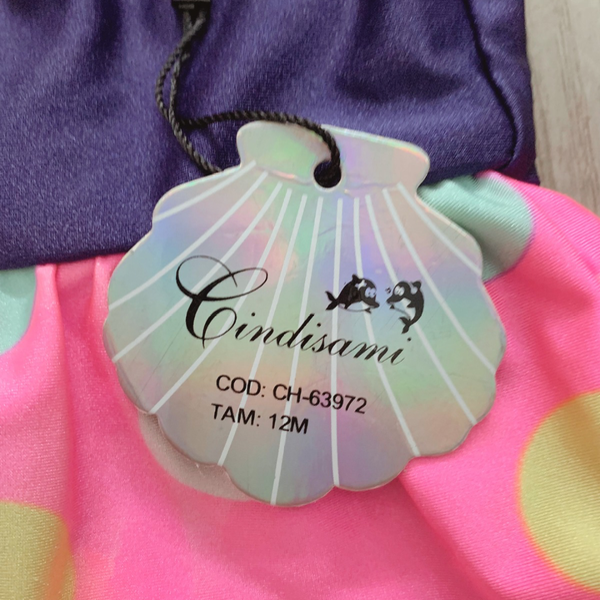 Cindisami
COD: CH-63972
TAM: 12M